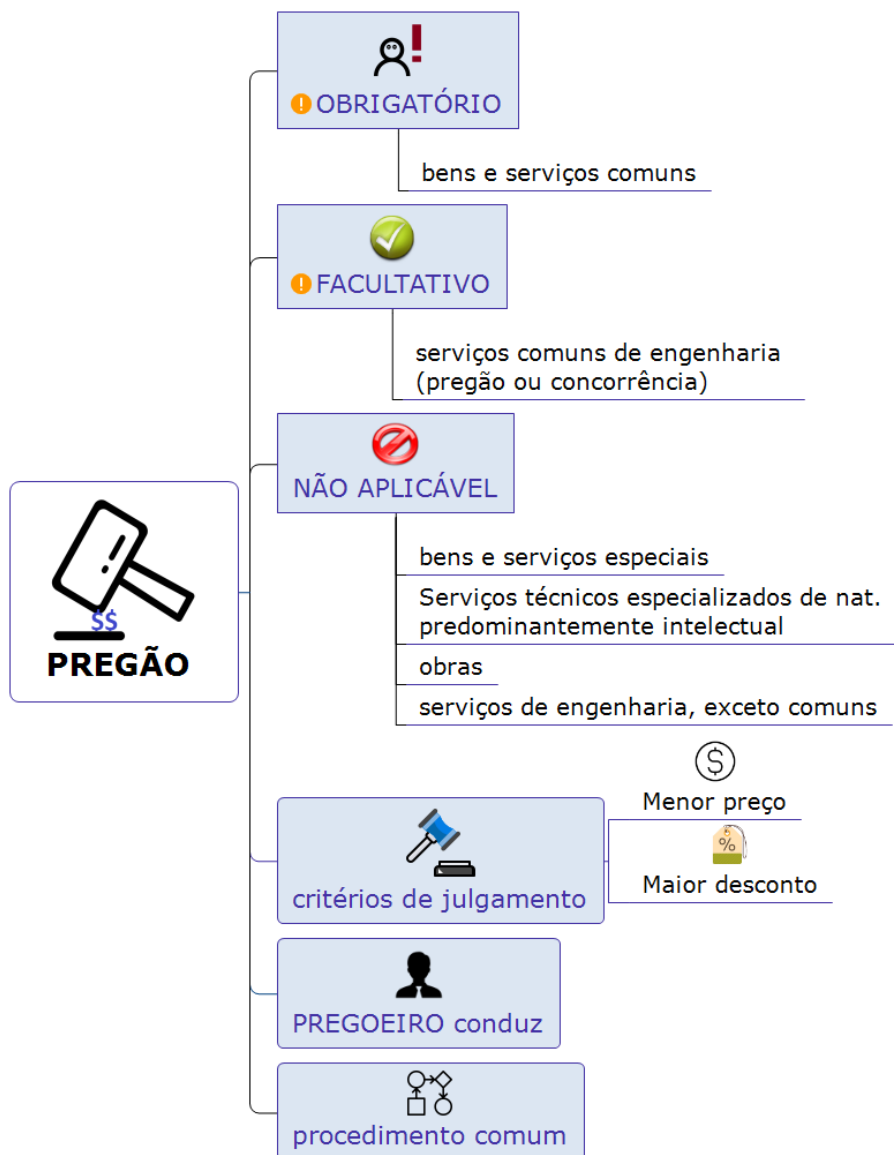 OBRIGATÓRIO
bens e serviços comuns
FACULTATIVO
serviços comuns de engenharia
(pregão ou concorrência)
NÃO APLICÁVEL
bens e serviços especiais
Serviços técnicos especializados de nat.
predominantemente intelectual
obras
serviços de engenharia, exceto comuns
$$
PREGÃO
$
Menor preço
%
Maior desconto
critérios de julgamento
PREGOEIRO conduz
procedimento comum